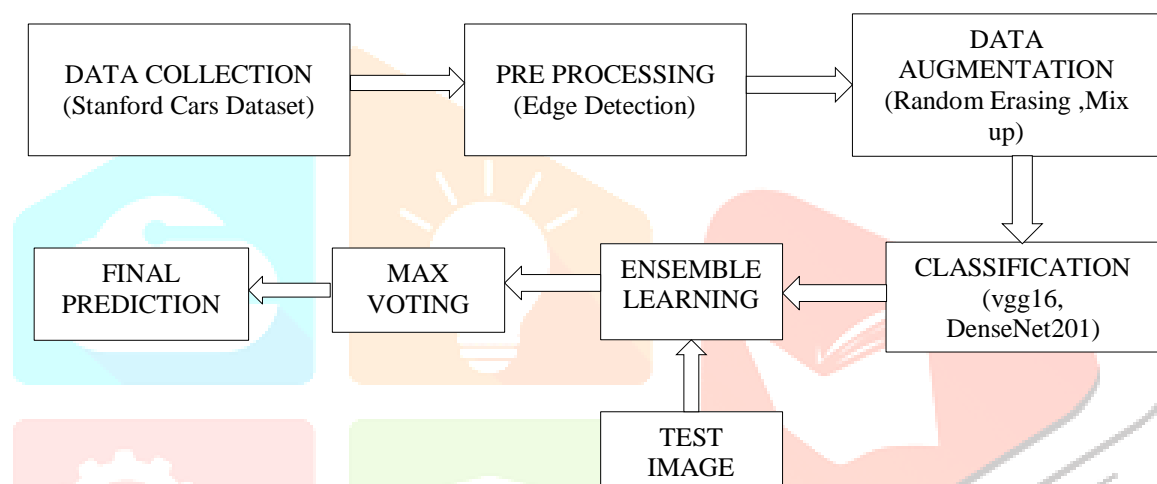 DATA COLLECTION
(Stanford Cars Dataset)
PRE PROCESSING
(Edge Detection)
DATA
AUGMENTATION
(Random Erasing ,Mix
up)
CLASSIFICATION
(vgg16,
DenseNet201)
ENSEMBLE
LEARNING
MAX
VOTING
FINAL
PREDICTION
TEST
IMAGE